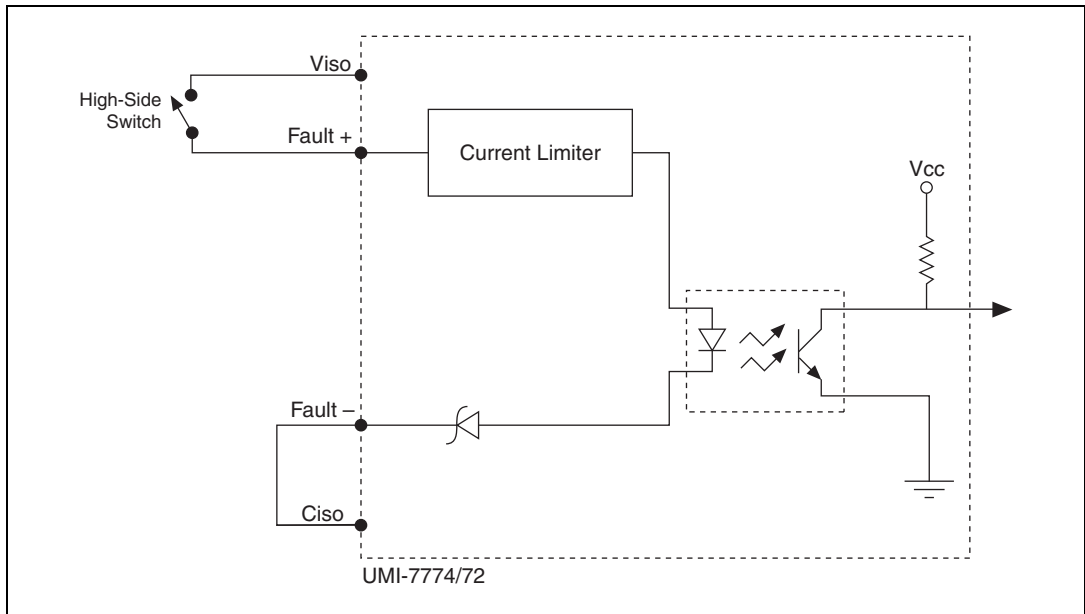 Viso
High-Side
Switch
Fault +
Current Limiter
Vcc
Fault –
Ciso
UMI-7774/72